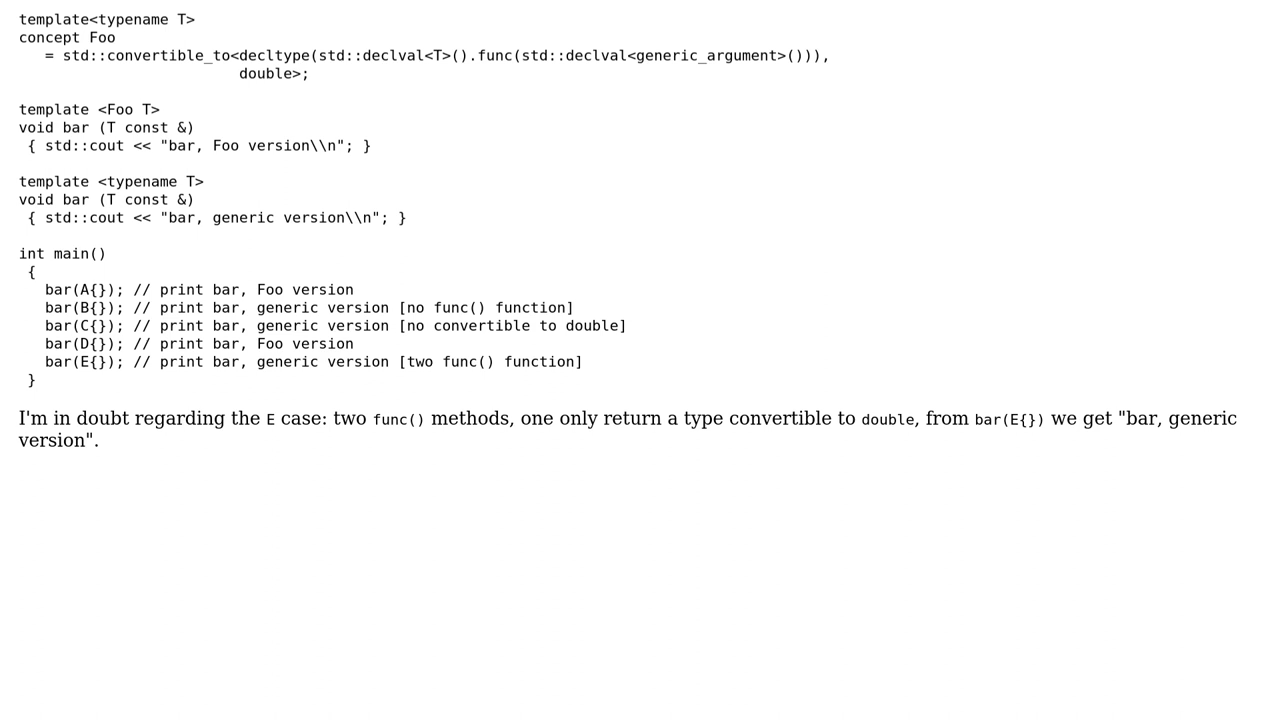 template<typename T>
concept Foo
   = std::convertible_to<decltype(std::declval<T>().func(std::declval<generic_argument>())),
                         double>;

template <Foo T>
void bar (T const &)
 { std::cout << "bar, Foo version\\n"; }

template <typename T>
void bar (T const &)
 { std::cout << "bar, generic version\\n"; }

int main()
 {
   bar(A{}); // print bar, Foo version
   bar(B{}); // print bar, generic version [no func() function]
   bar(C{}); // print bar, generic version [no convertible to double]
   bar(D{}); // print bar, Foo version
   bar(E{}); // print bar, generic version [two func() function]
 }

I'm in doubt regarding the E case: two func() methods, one only return a type convertible to double, from bar(E{}) we get "bar, generic
version".